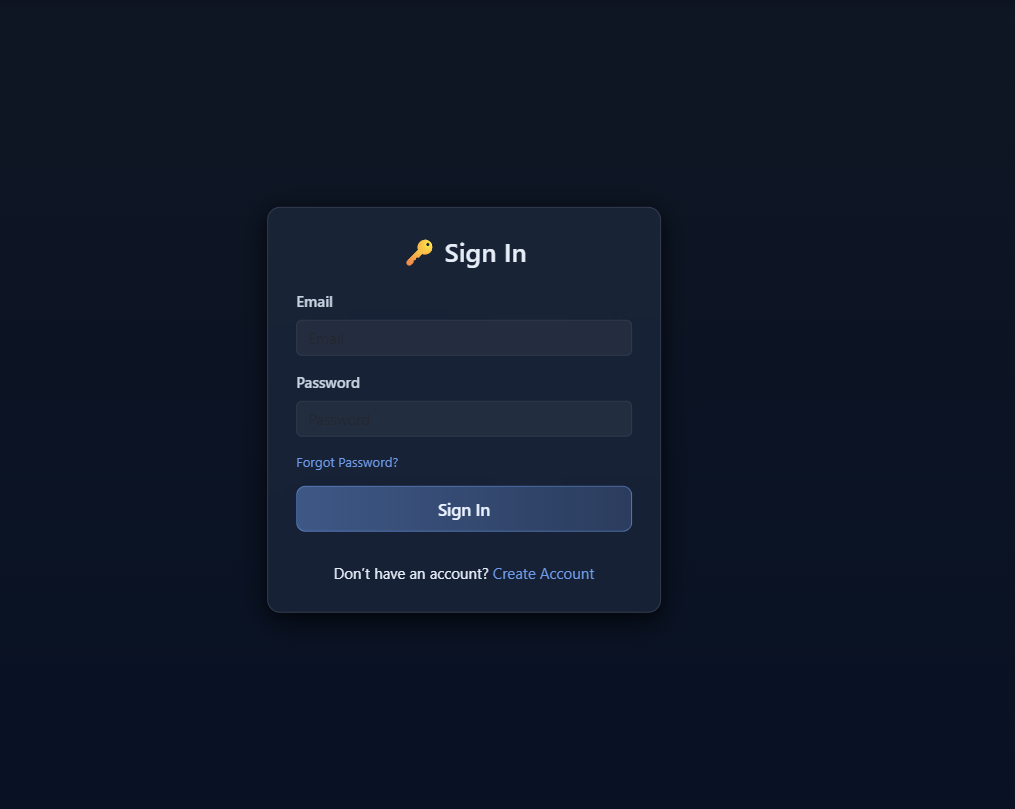 🔑 Sign In
Email
Email
Password
Password
Forgot Password?
Sign In
Don’t have an account? Create Account